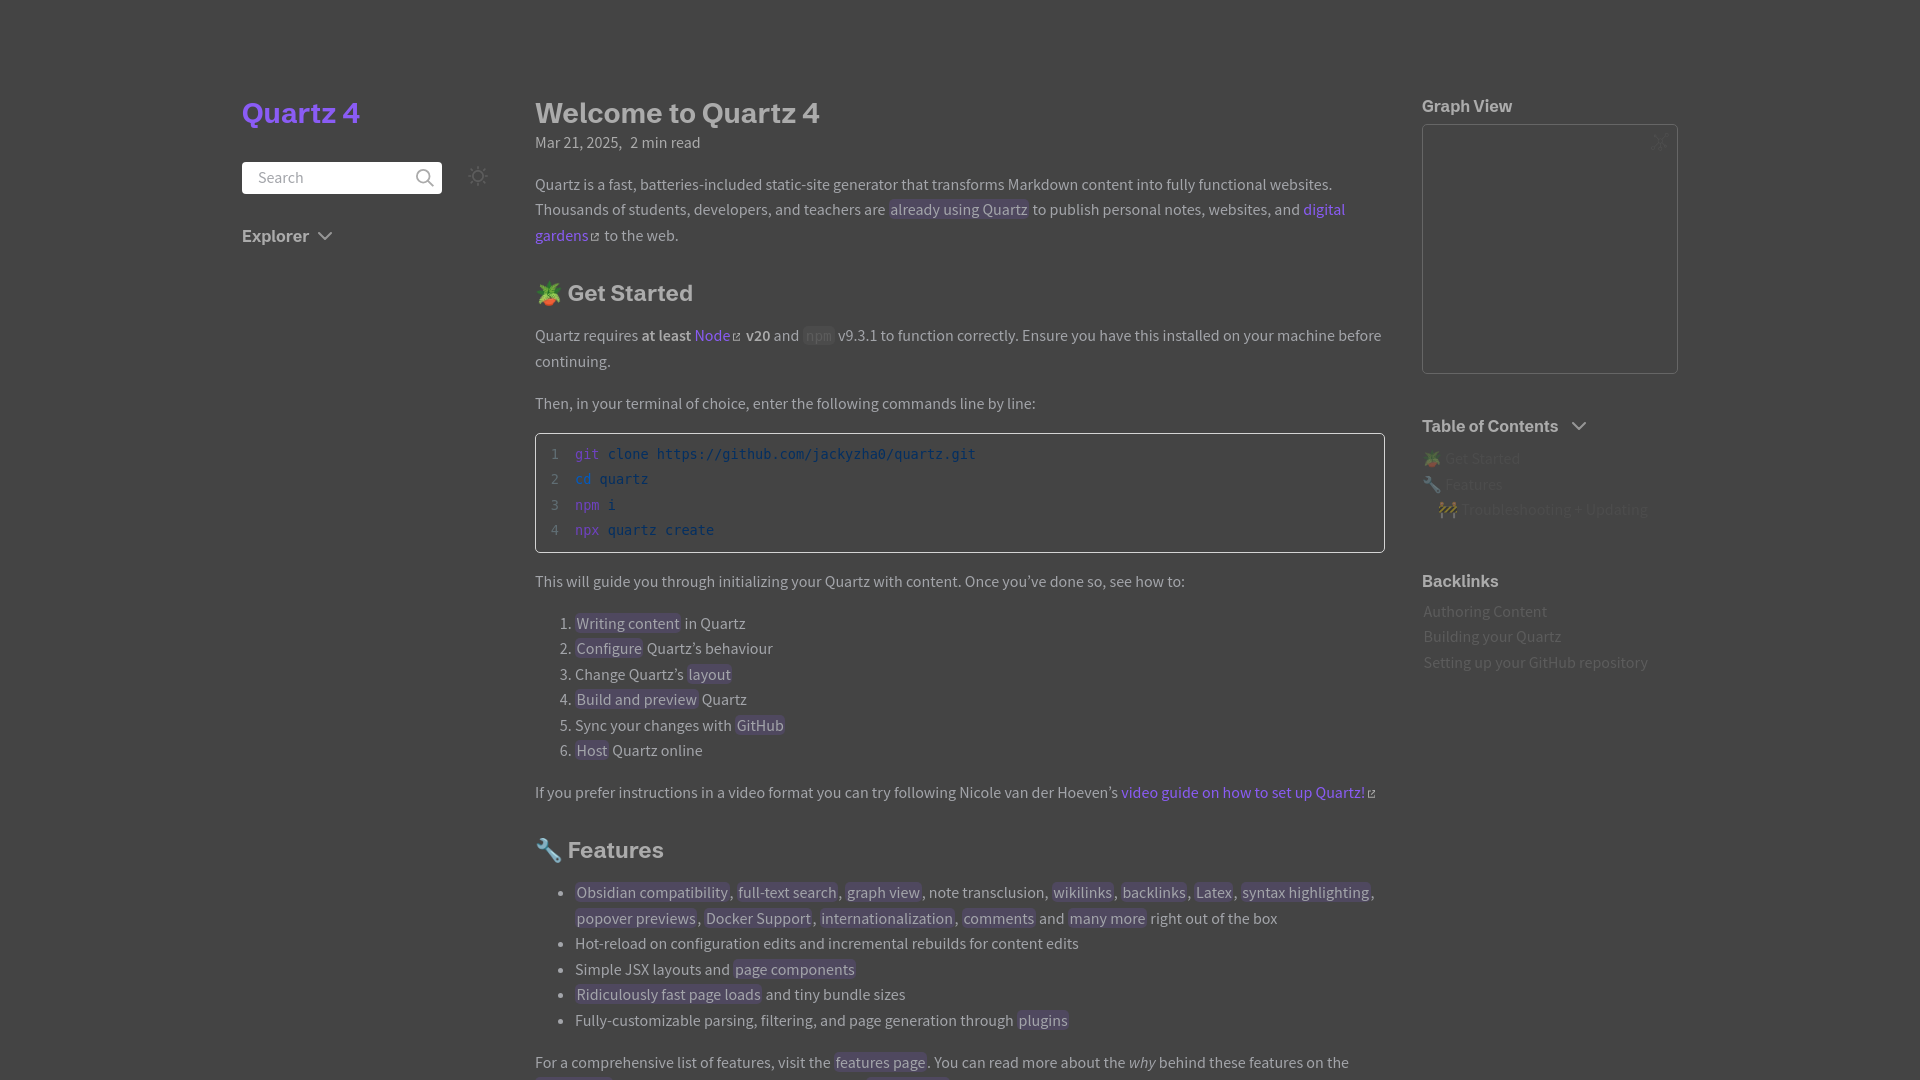 Quartz 4
Search
Explorer
Welcome to Quartz 4
Mar 21, 2025, 2 min read
Quartz is a fast, batteries-included static-site generator that transforms Markdown content into fully functional websites.
Thousands of students, developers, and teachers are already using Quartz to publish personal notes, websites, and digital
gardens to the web.
🪴 Get Started
Quartz requires at least Node v20 and npm v9.3.1 to function correctly. Ensure you have this installed on your machine before
continuing.
Then, in your terminal of choice, enter the following commands line by line:
1 git clone https://github.com/jackyzha0/quartz.git
2 cd quartz
3 npm i
4 npx quartz create
This will guide you through initializing your Quartz with content. Once you’ve done so, see how to:
1. Writing content in Quartz
2. Configure Quartz’s behaviour
3. Change Quartz’s layout
4. Build and preview Quartz
5. Sync your changes with GitHub
6. Host Quartz online
If you prefer instructions in a video format you can try following Nicole van der Hoeven’s video guide on how to set up Quartz!
🔧 Features
• Obsidian compatibility, full-text search, graph view, note transclusion, wikilinks, backlinks, Latex, syntax highlighting,
popover previews, Docker Support, internationalization, comments and many more right out of the box
• Hot-reload on configuration edits and incremental rebuilds for content edits
• Simple JSX layouts and page components
• Ridiculously fast page loads and tiny bundle sizes
• Fully-customizable parsing, filtering, and page generation through plugins
For a comprehensive list of features, visit the features page. You can read more about the why behind these features on the
Graph View
Table of Contents
🪴 Get Started
🔧 Features
🚧 Troubleshooting + Updating
Backlinks
Authoring Content
Building your Quartz
Setting up your GitHub repository